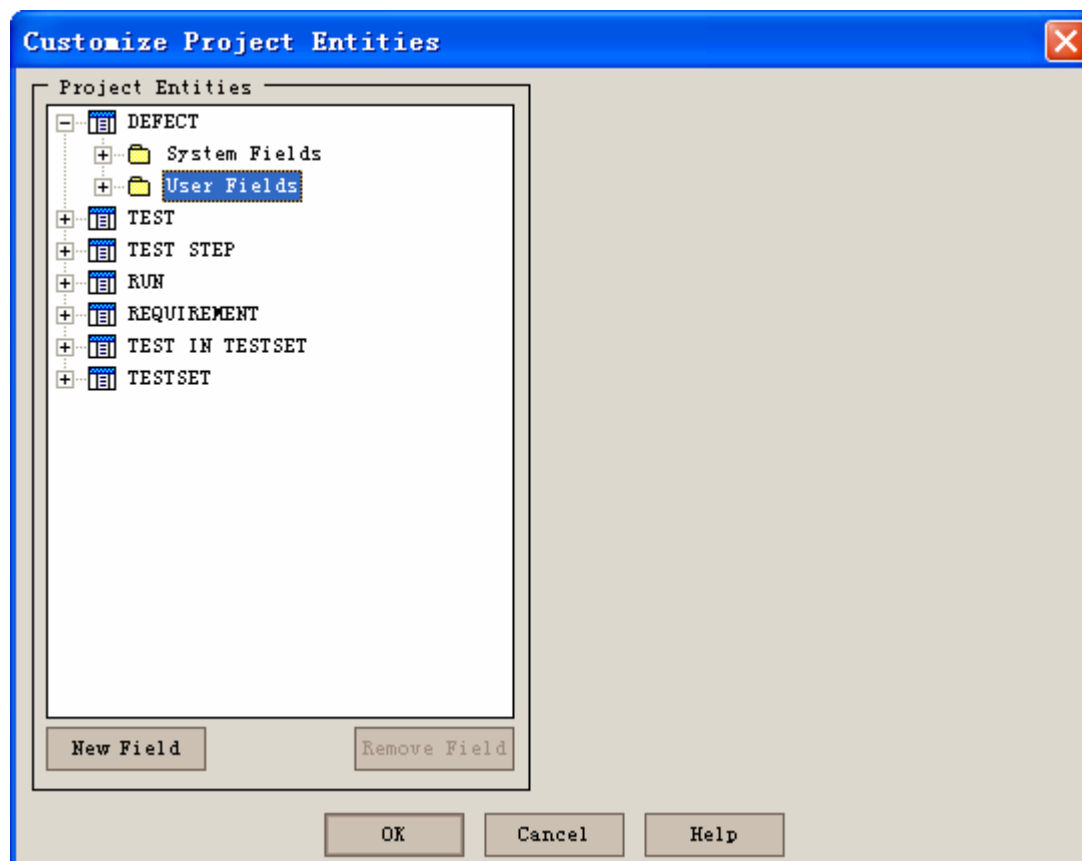 Customize Project Entities
Project Entities
DEFECT
System Fields
User Fields
TEST
TEST STEP
RUN
REQUIREMENT
TEST IN TESTSET
TESTSET
New Field
Remove Field
OK
Cancel
Help